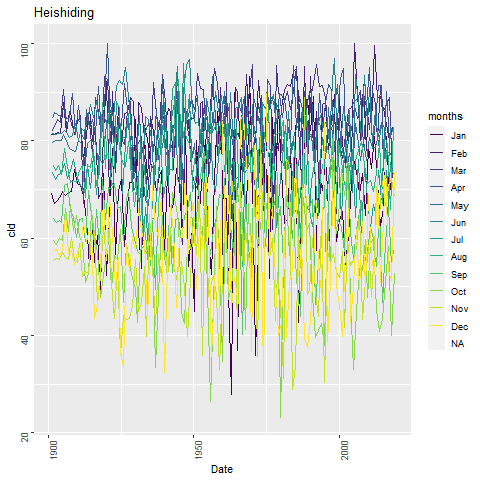 Heishiding
cld
100
80
60
40
20
1900
1950
2000
Date
months
Jan
Feb
Mar
Apr
May
Jun
Jul
Aug
Sep
Oct
Nov
Dec
NA